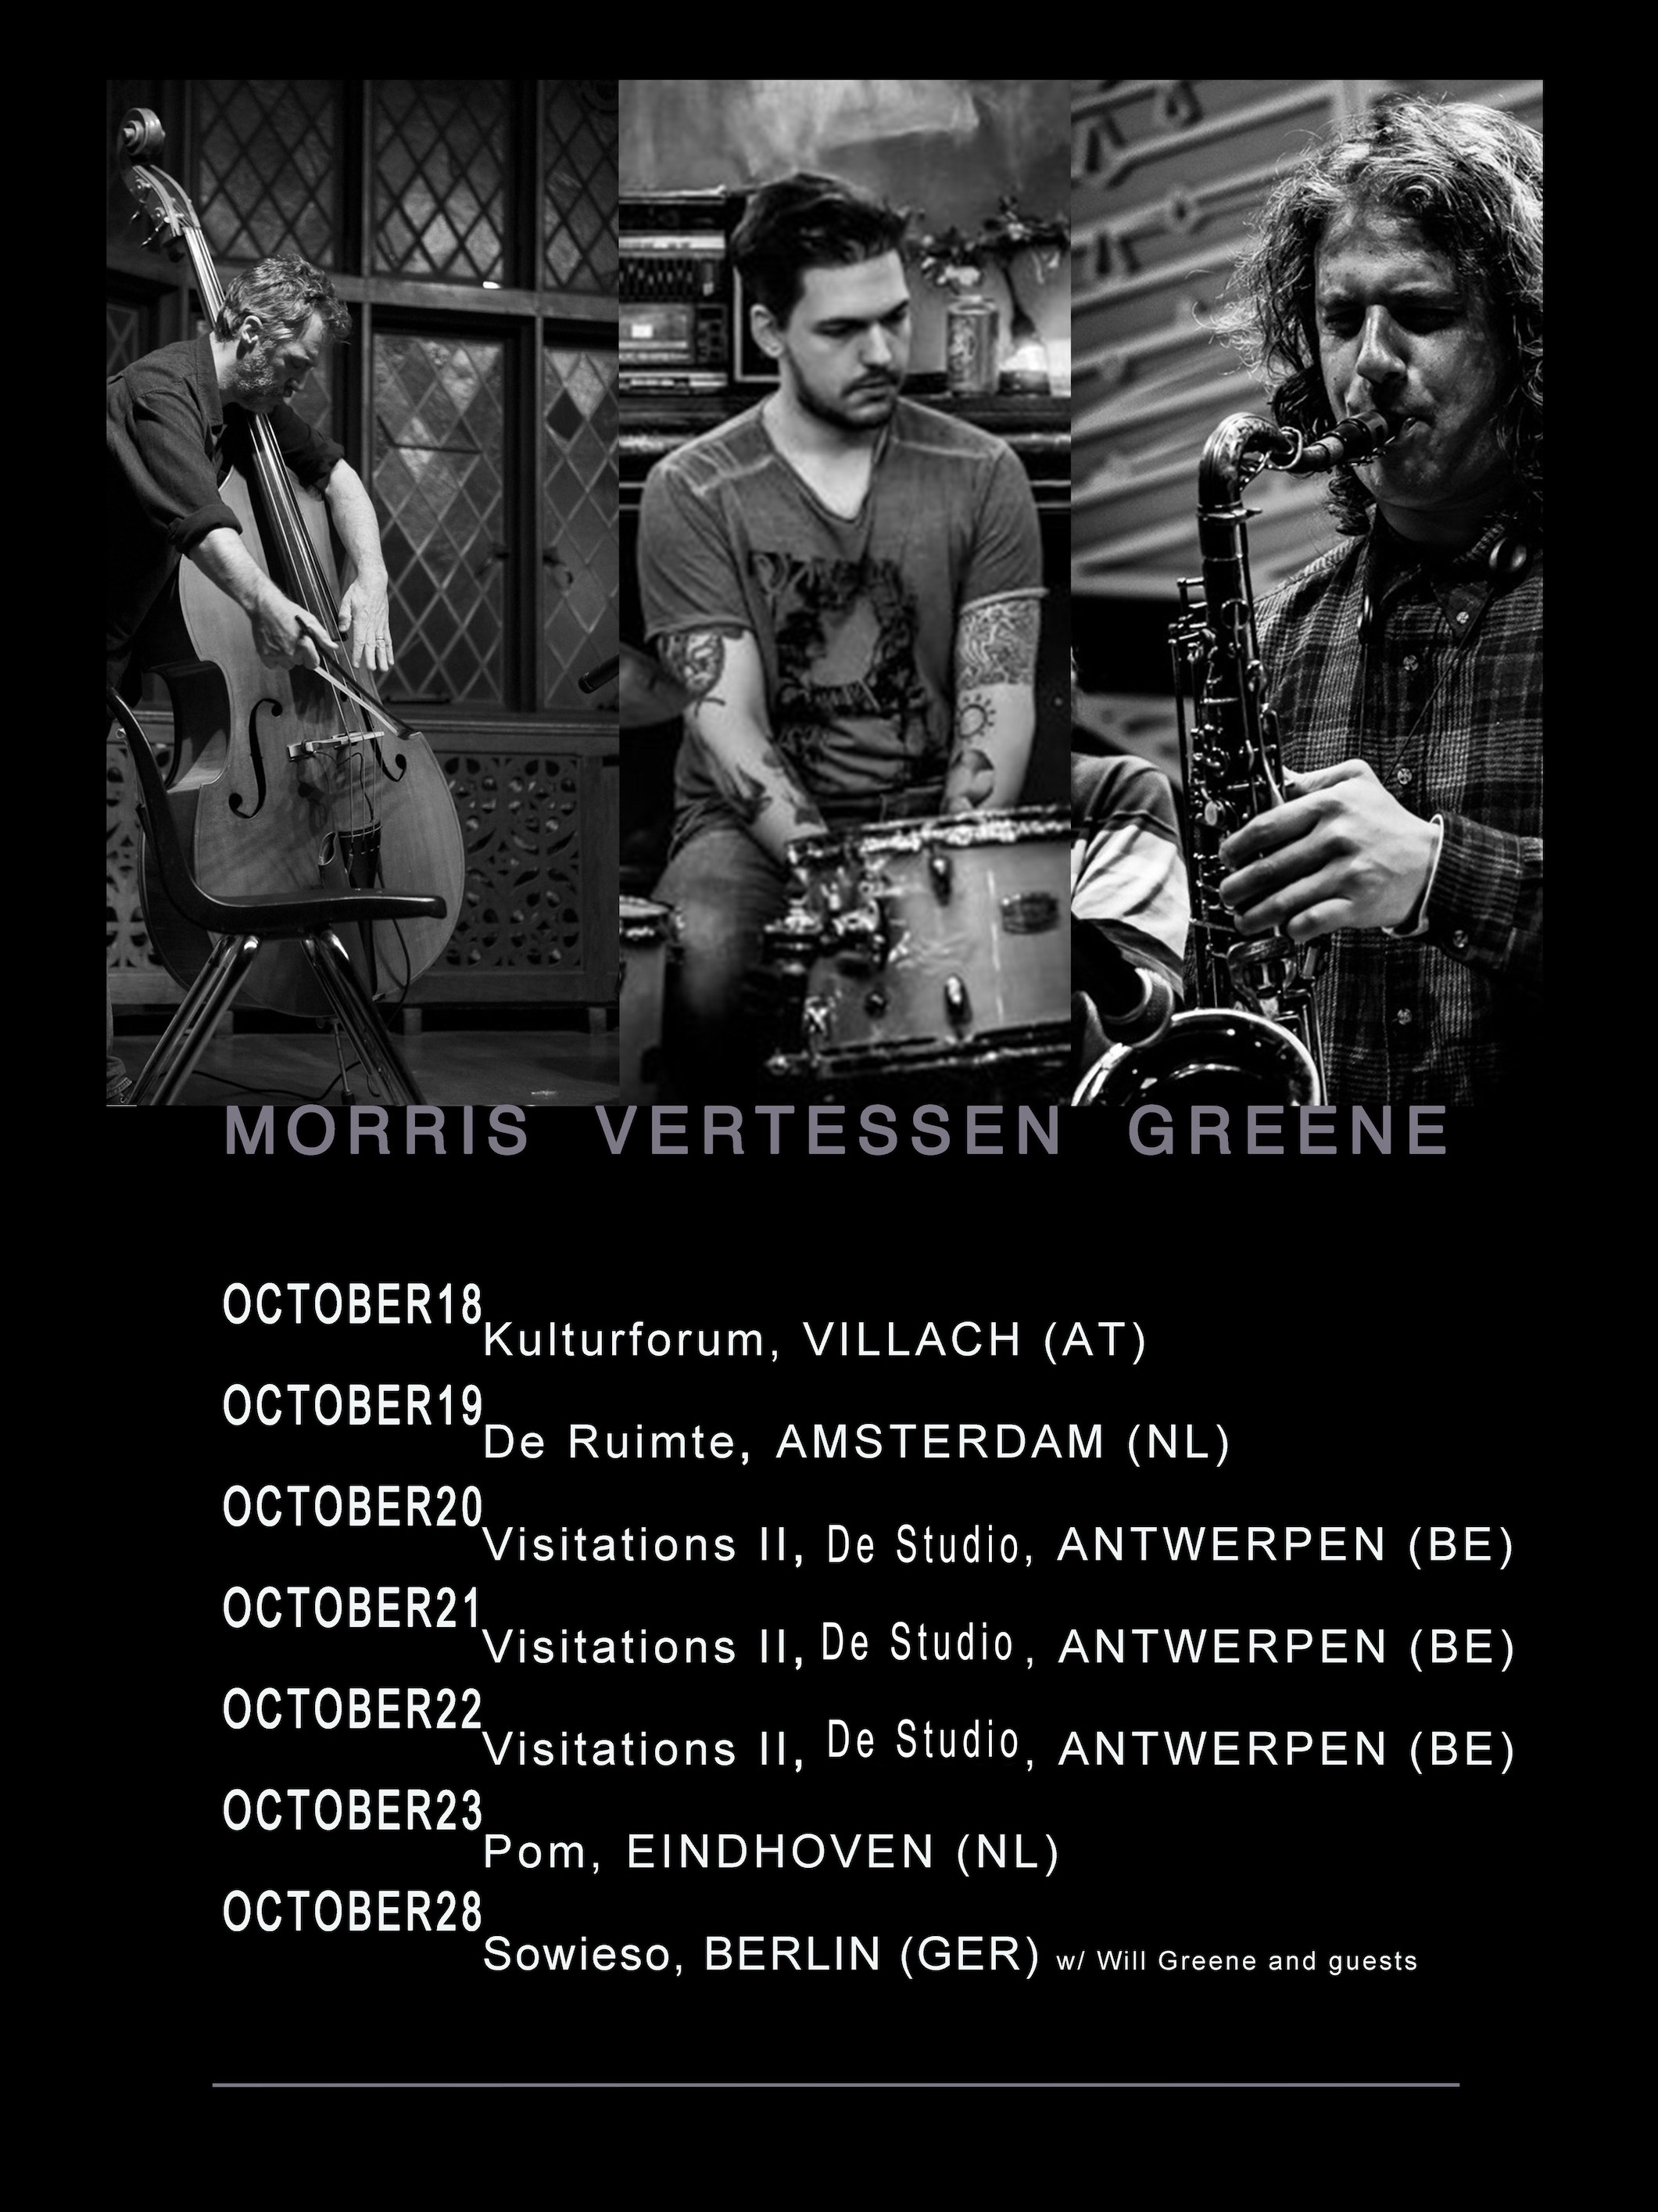 MORRIS VERTESSEN GREENE
OCTOBER18
Kulturforum, VILLACH (AT)
OCTOBER19
De Ruimte, AMSTERDAM (NL)
OCTOBER20
Visitations II, De Studio, ANTWERPEN (BE)
OCTOBER21
Visitations II, De Studio , ANTWERPEN (BE)
OCTOBER22
Visitations II, De Studio, ANTWERPEN (BE)
OCTOBER23
Pom, EINDHOVEN (NL)
OCTOBER28
Sowieso, BERLIN (GER) w/ Will Greene and guests